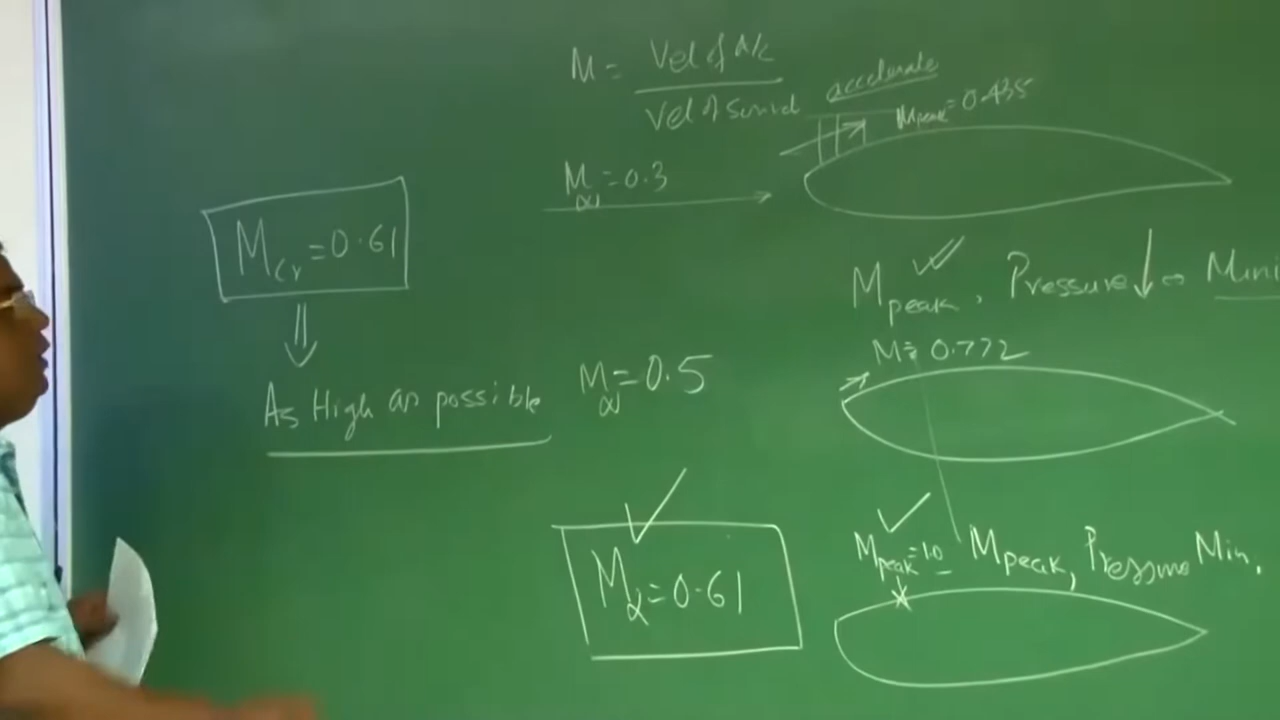 M = Vel of A/c
Vel of Sound
accelerate
Mpeak = 0.435
M∞ = 0.3
Mcr = 0.61
As High as possible
Mpeak, Pressure ↓ = Mini
M = 0.772
M∞ = 0.5
Mpeak = 1.0
Mpeak, Pressure Min.
M∞ = 0.61